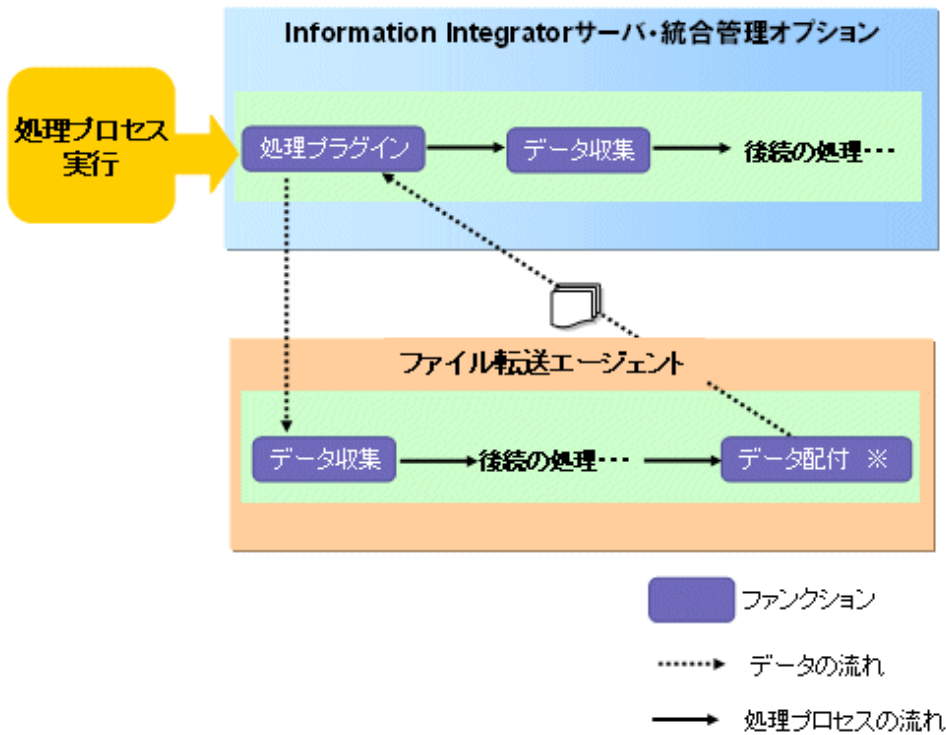 Information Integratorサーバ・統合管理オプション
処理プロセス
実行
処理プラグイン
データ収集
後続の処理･･･
ファイル転送エージェント
データ収集
後続の処理･･･
データ配付 ※
ファンクション
データの流れ
処理プロセスの流れ